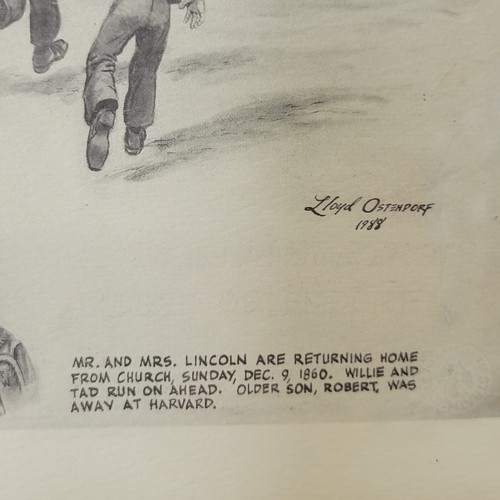 Lloyd Ostendorf
1988
MR. AND MRS. LINCOLN ARE RETURNING HOME
FROM CHURCH, SUNDAY, DEC. 9, 1860. WILLIE AND
TAD RUN ON AHEAD. OLDER SON, ROBERT, WAS
AWAY AT HARVARD.